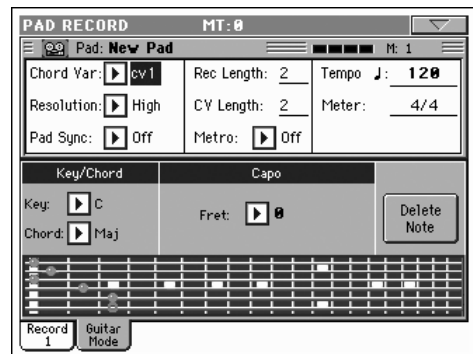 PAD RECORD MT:0
Pad: New Pad M: 1
Chord Var: cv1 Rec Length: 2 Tempo ♩: 120
Resolution: High CV Length: 2 Meter: 4/4
Pad Sync: Off Metro: Off
Key/Chord Capo
Key: C
Fret: 0
Chord: Maj
Delete
Note
Record
1
Guitar
Mode